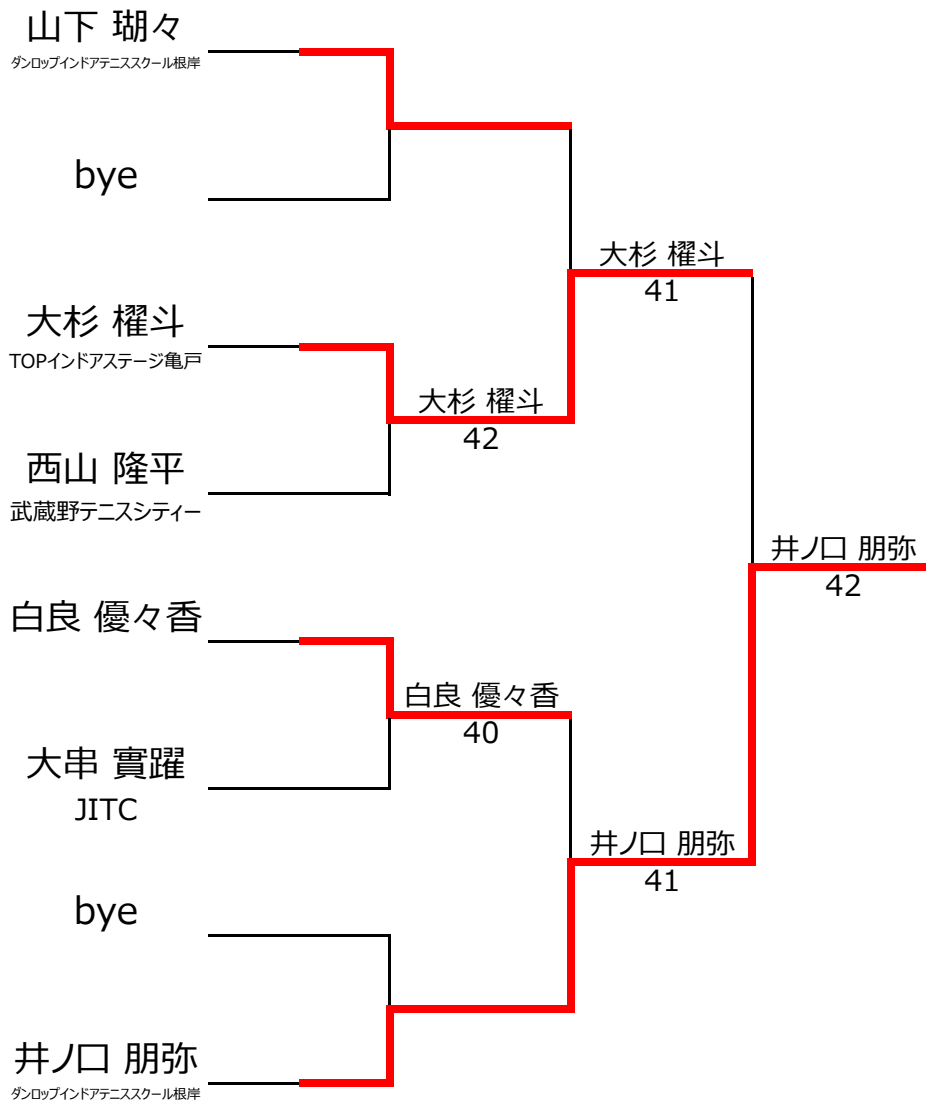 山下 瑚々
ダンロップインドアテニススクール根岸
bye
大杉 櫂斗
41
大杉 櫂斗
TOPインドアステージ亀戸
大杉 櫂斗
42
西山 隆平
武蔵野テニスシティー
井ノ口 朋弥
42
白良 優々香
白良 優々香
40
大串 實躍
JITC
井ノ口 朋弥
41
bye
井ノ口 朋弥
ダンロップインドアテニススクール根岸